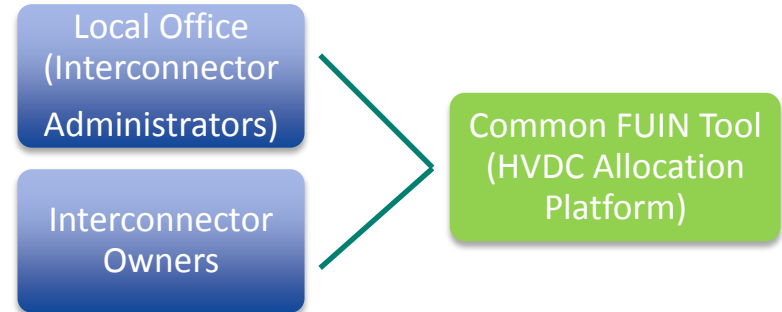 Local Office
(Interconnector
Administrators)
Interconnector
Owners
Common FUIN Tool
(HVDC Allocation
Platform)